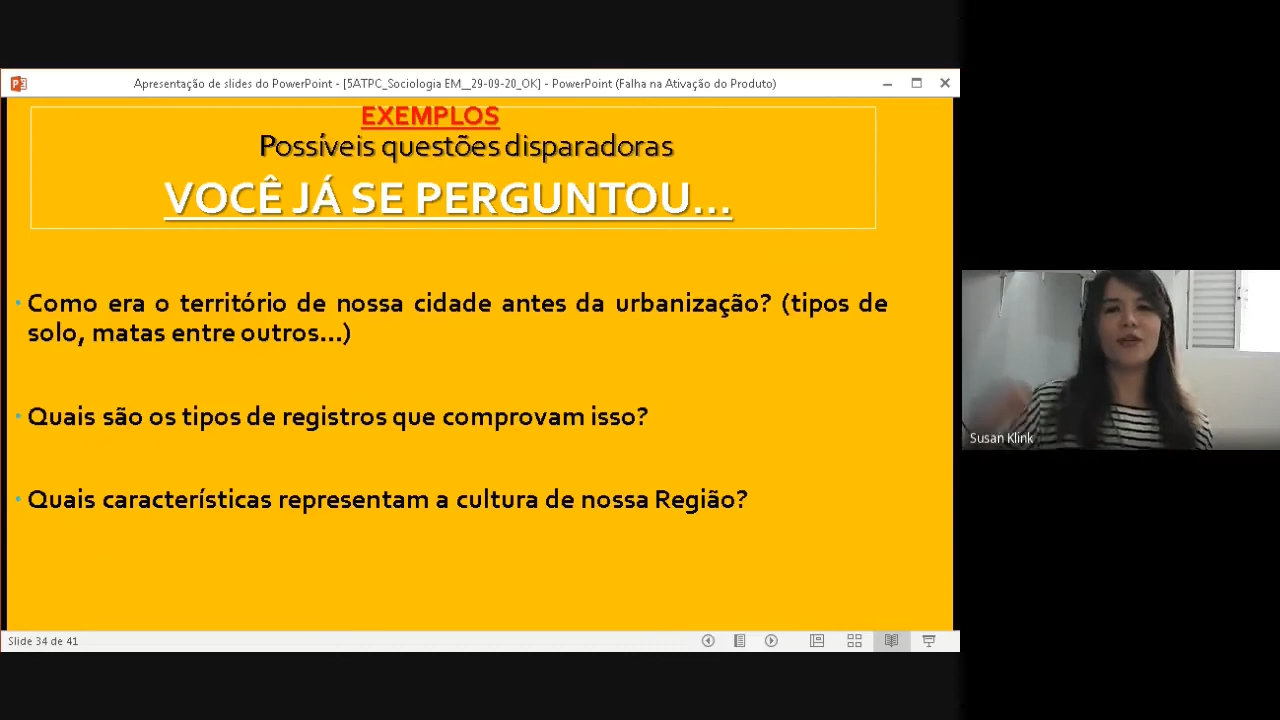 Apresentação de slides do PowerPoint - [5ATPC_Sociologia EM__29-09-20_OK] - PowerPoint (Falha na Ativação do Produto)
EXEMPLOS
Possíveis questões disparadoras
VOCÊ JÁ SE PERGUNTOU...
• Como era o território de nossa cidade antes da urbanização? (tipos de
solo, matas entre outros...)
• Quais são os tipos de registros que comprovam isso?
• Quais características representam a cultura de nossa Região?
Susan Klink
Slide 34 de 41